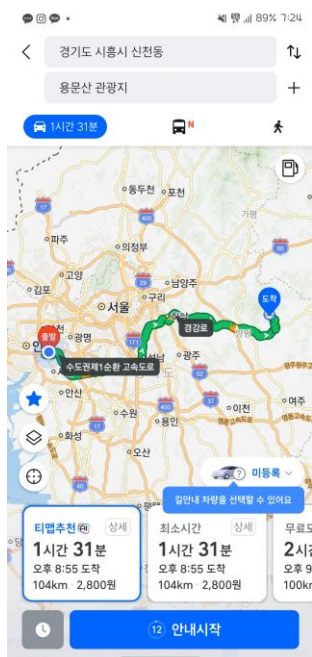 89% 7:24
경기도 시흥시 신천동
용문산 관광지
1시간 31분
N
동두천
포천
가평
파주
의정부
고양
남양주
김포
구리
서울
도착
경강로
출발
광명
광주
수도권제1순환 고속도로
안산
수원
용인
이천
여주
화성
오산
미등록
길안내 차량을 선택할 수 있어요
티맵추천 상세
1시간 31분
오후 8:55 도착
104km 2,800원
최소시간 상세
1시간 31분
오후 8:55 도착
104km 2,800원
무료도
2시간
오후 9
100k
12 안내시작